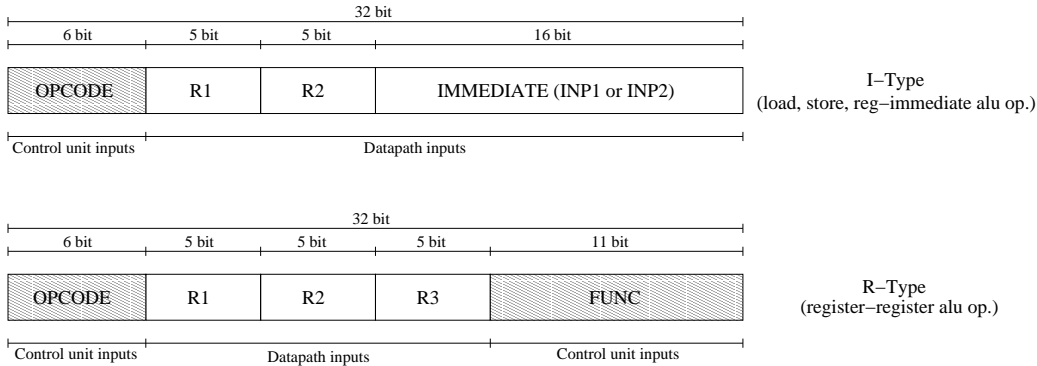 32 bit
6 bit 5 bit 5 bit 16 bit
OPCODE R1 R2 IMMEDIATE (INP1 or INP2)
I−Type
(load, store, reg−immediate alu op.)
Control unit inputs Datapath inputs
32 bit
6 bit 5 bit 5 bit 5 bit 11 bit
OPCODE R1 R2 R3 FUNC
R−Type
(register−register alu op.)
Control unit inputs Datapath inputs Control unit inputs